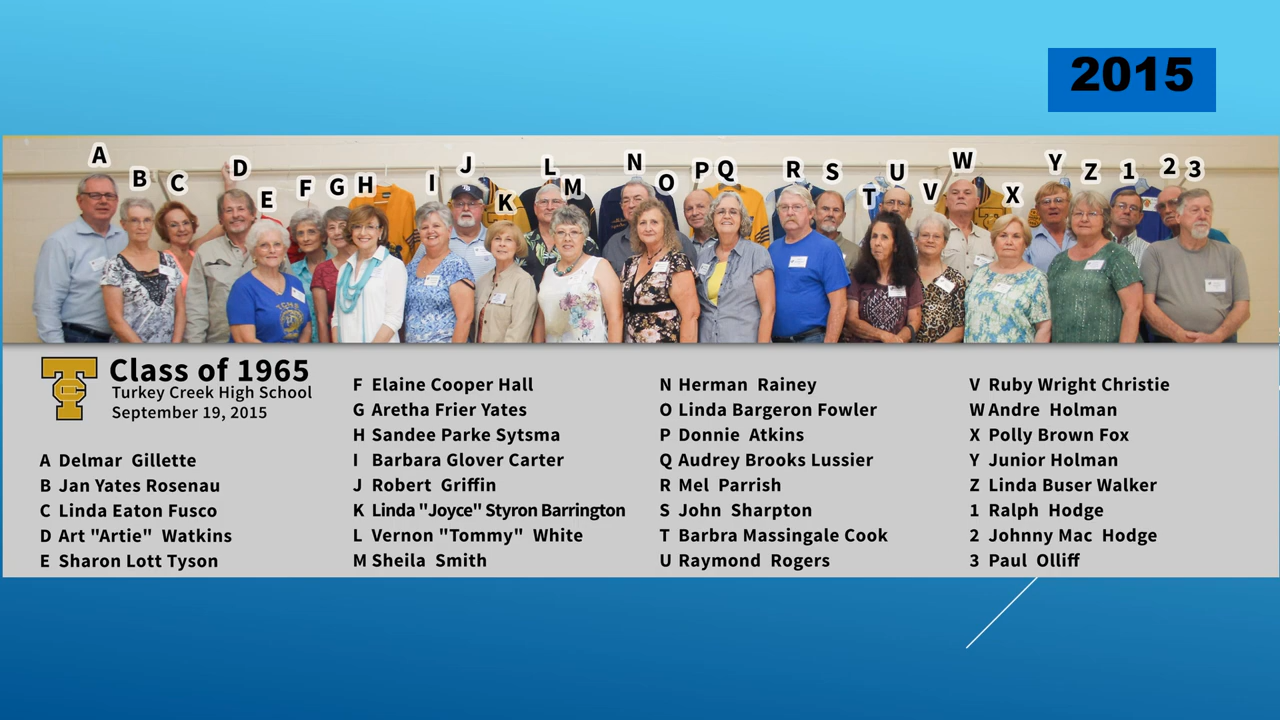 2015
A
B
C
D
E
F
G
H
I
J
K
L
M
N
O
P
Q
R
S
T
U
V
W
X
Y
Z
1
2
3
TC
Class of 1965
Turkey Creek High School
September 19, 2015
A Delmar Gillette
B Jan Yates Rosenau
C Linda Eaton Fusco
D Art "Artie" Watkins
E Sharon Lott Tyson
F Elaine Cooper Hall
G Aretha Frier Yates
H Sandee Parke Sytsma
I Barbara Glover Carter
J Robert Griffin
K Linda "Joyce" Styron Barrington
L Vernon "Tommy" White
M Sheila Smith
N Herman Rainey
O Linda Bargeron Fowler
P Donnie Atkins
Q Audrey Brooks Lussier
R Mel Parrish
S John Sharpton
T Barbra Massingale Cook
U Raymond Rogers
V Ruby Wright Christie
W Andre Holman
X Polly Brown Fox
Y Junior Holman
Z Linda Buser Walker
1 Ralph Hodge
2 Johnny Mac Hodge
3 Paul Olliff